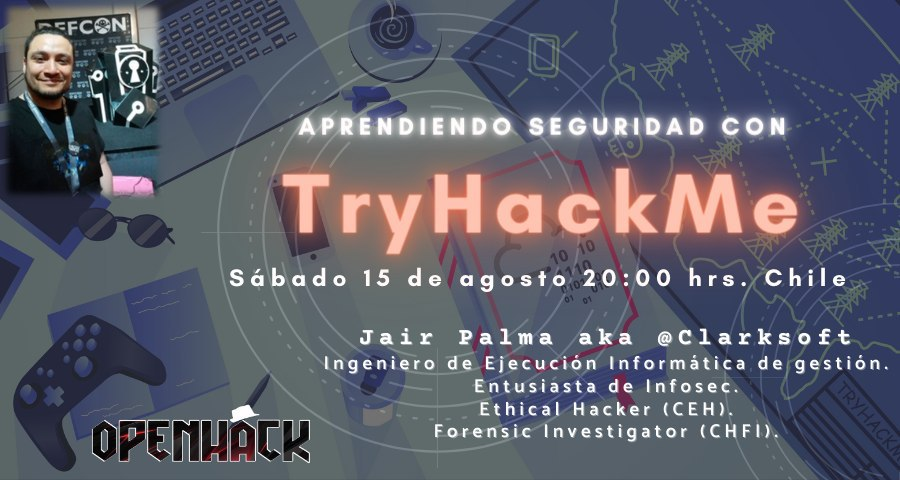 DEFCON
APRENDIENDO SEGURIDAD CON
TryHackMe
Sábado 15 de agosto 20:00 hrs. Chile
Jair Palma aka @Clarksoft
Ingeniero de Ejecución Informática de gestión.
Entusiasta de Infosec.
Ethical Hacker (CEH).
Forensic Investigator (CHFI).
OPENHACK
TRYHACKM